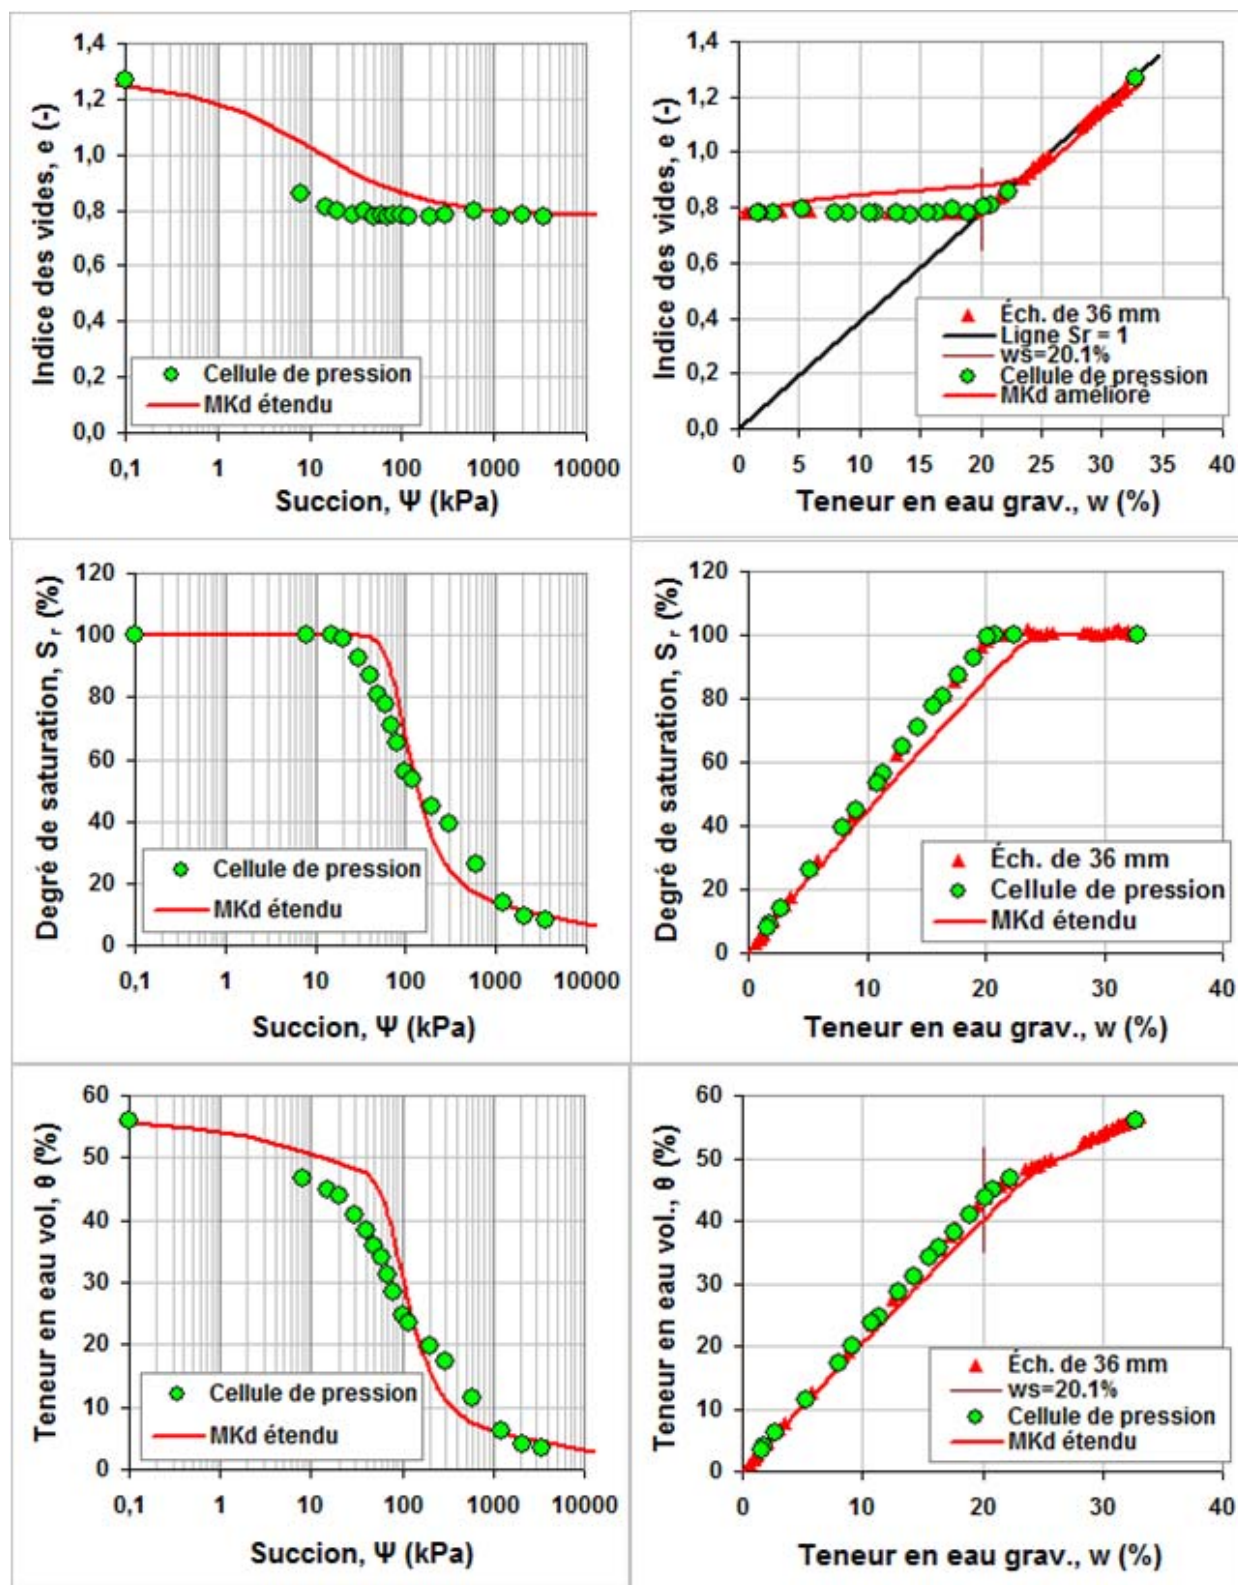 1,4
1,2
1,0
0,8
0,6
0,4
0,2
0,0
Indice des vides, e (-)
Cellule de pression
MKd étendu
0,1 1 10 100 1000 10000
Succion, Ψ (kPa)
1,4
1,2
1,0
0,8
0,6
0,4
0,2
0,0
Indice des vides, e (-)
Éch. de 36 mm
Ligne Sr = 1
ws=20.1%
Cellule de pression
MKd amélioré
0 5 10 15 20 25 30 35 40
Teneur en eau grav., w (%)
120
100
80
60
40
20
0
Degré de saturation, Sr (%)
Cellule de pression
MKd étendu
0,1 1 10 100 1000 10000
Succion, Ψ (kPa)
120
100
80
60
40
20
0
Degré de saturation, Sr (%)
Éch. de 36 mm
Cellule de pression
MKd étendu
0 10 20 30 40
Teneur en eau grav., w (%)
60
50
40
30
20
10
0
Teneur en eau vol, θ (%)
Cellule de pression
MKd étendu
0,1 1 10 100 1000 10000
Succion, Ψ (kPa)
60
50
40
30
20
10
0
Teneur en eau vol., θ (%)
Éch. de 36 mm
ws=20.1%
Cellule de pression
MKd étendu
0 10 20 30 40
Teneur en eau grav., w (%)